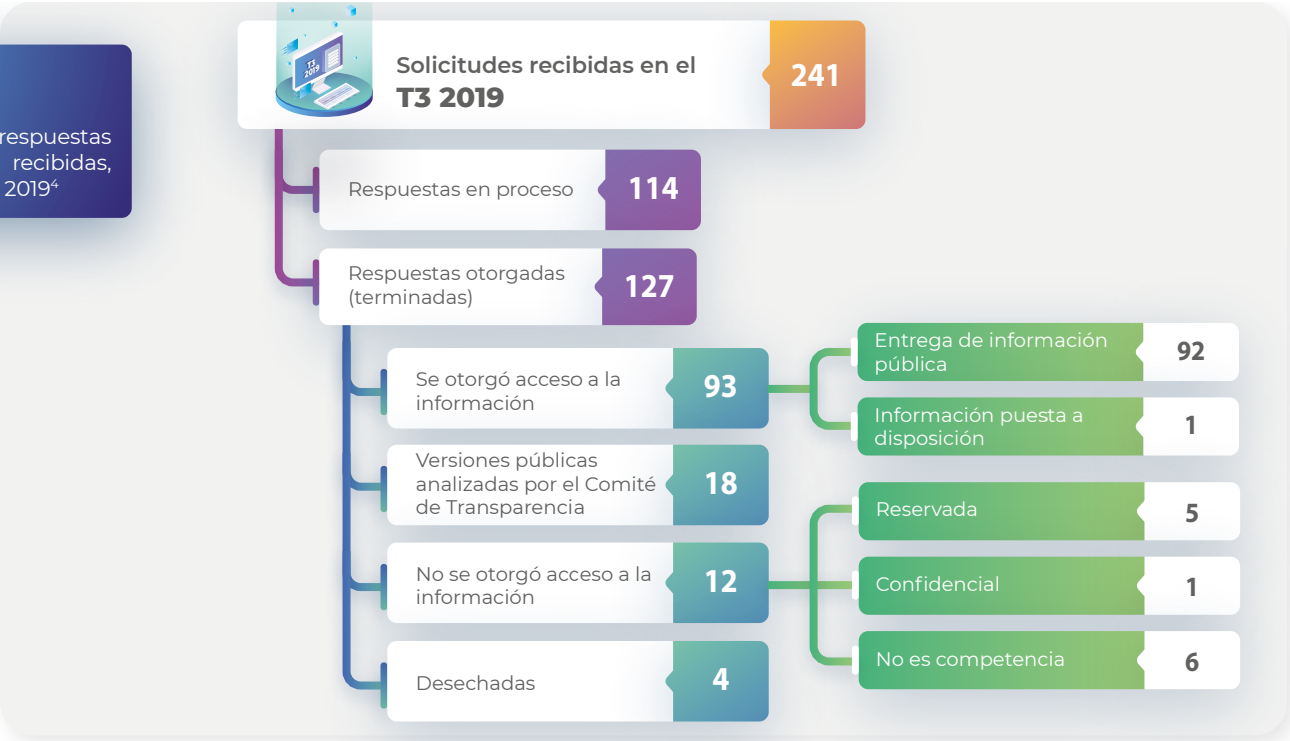 respuestas
recibidas,
2019⁴
T3
2019
Solicitudes recibidas en el
T3 2019
241
Respuestas en proceso
114
Respuestas otorgadas
(terminadas)
127
Se otorgó acceso a la
información
93
Entrega de información
pública
92
Información puesta a
disposición
1
Versiones públicas
analizadas por el Comité
de Transparencia
18
No se otorgó acceso a la
información
12
Reservada
5
Confidencial
1
No es competencia
6
Desechadas
4